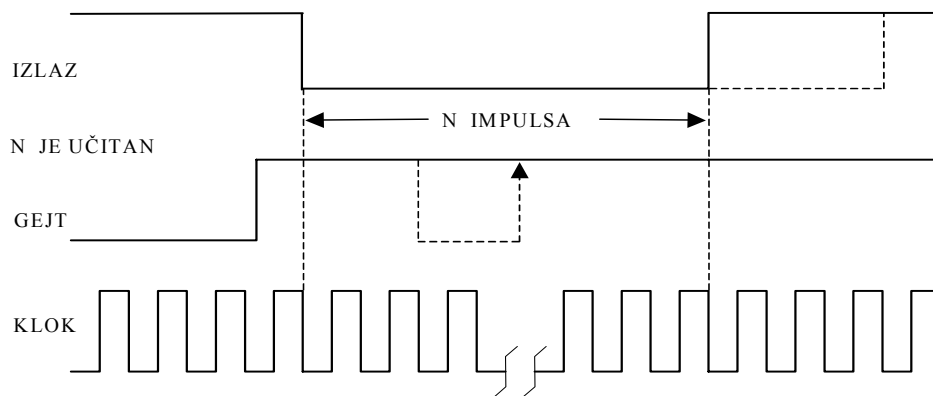 IZLAZ
N IMPULSA
N JE UČITAN
GEJT
KLOK